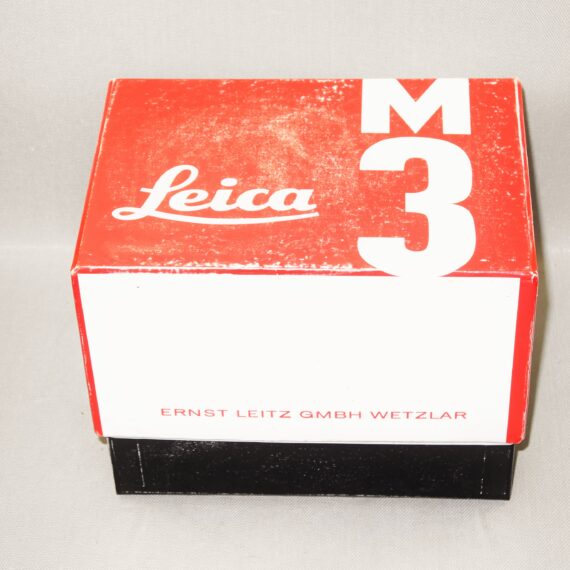 M
Leica 3
ERNST LEITZ GMBH WETZLAR